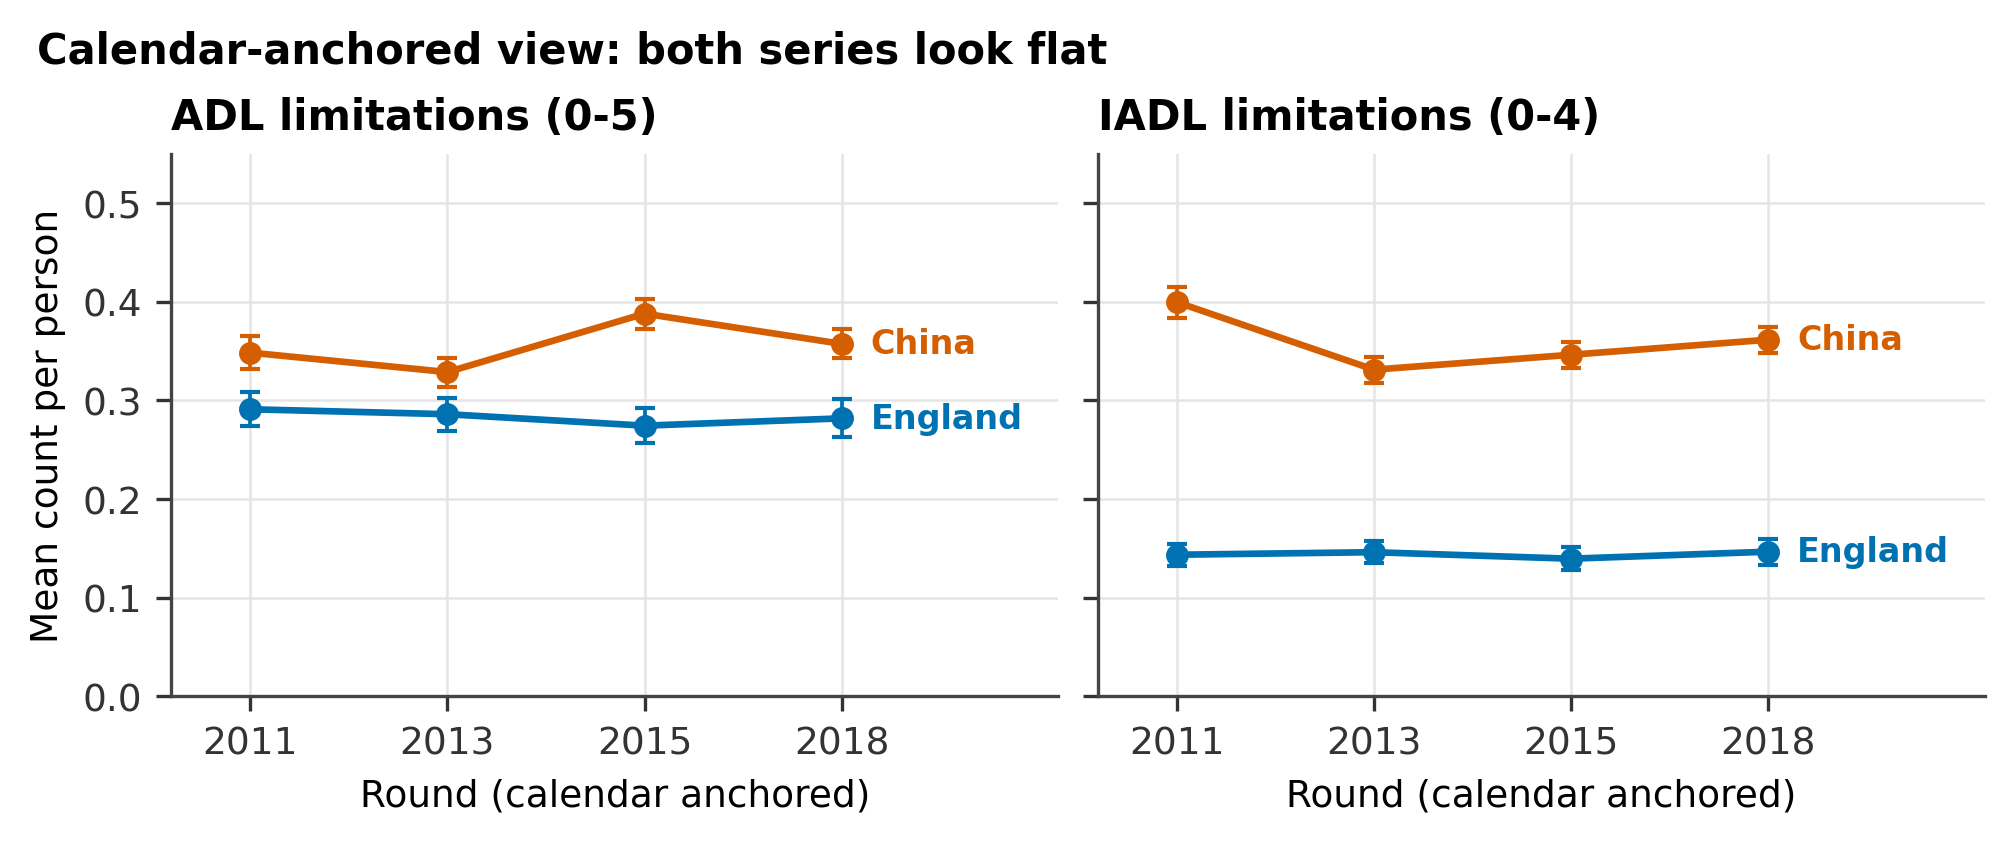 Calendar-anchored view: both series look flat
ADL limitations (0-5)
Mean count per person
0.5
0.4
0.3
0.2
0.1
0.0
China
England
2011
2013
2015
2018
Round (calendar anchored)
IADL limitations (0-4)
China
England
2011
2013
2015
2018
Round (calendar anchored)